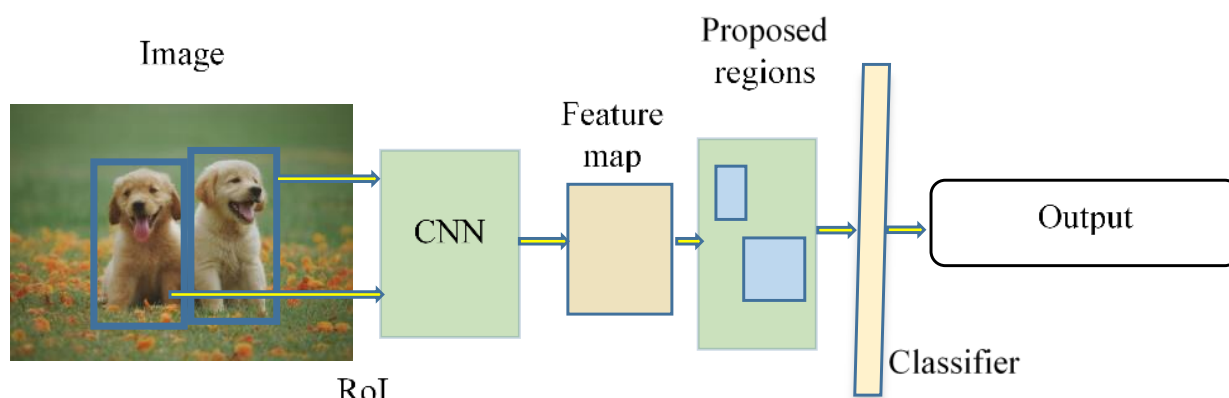 Image
RoI
CNN
Feature
map
Proposed
regions
Classifier
Output